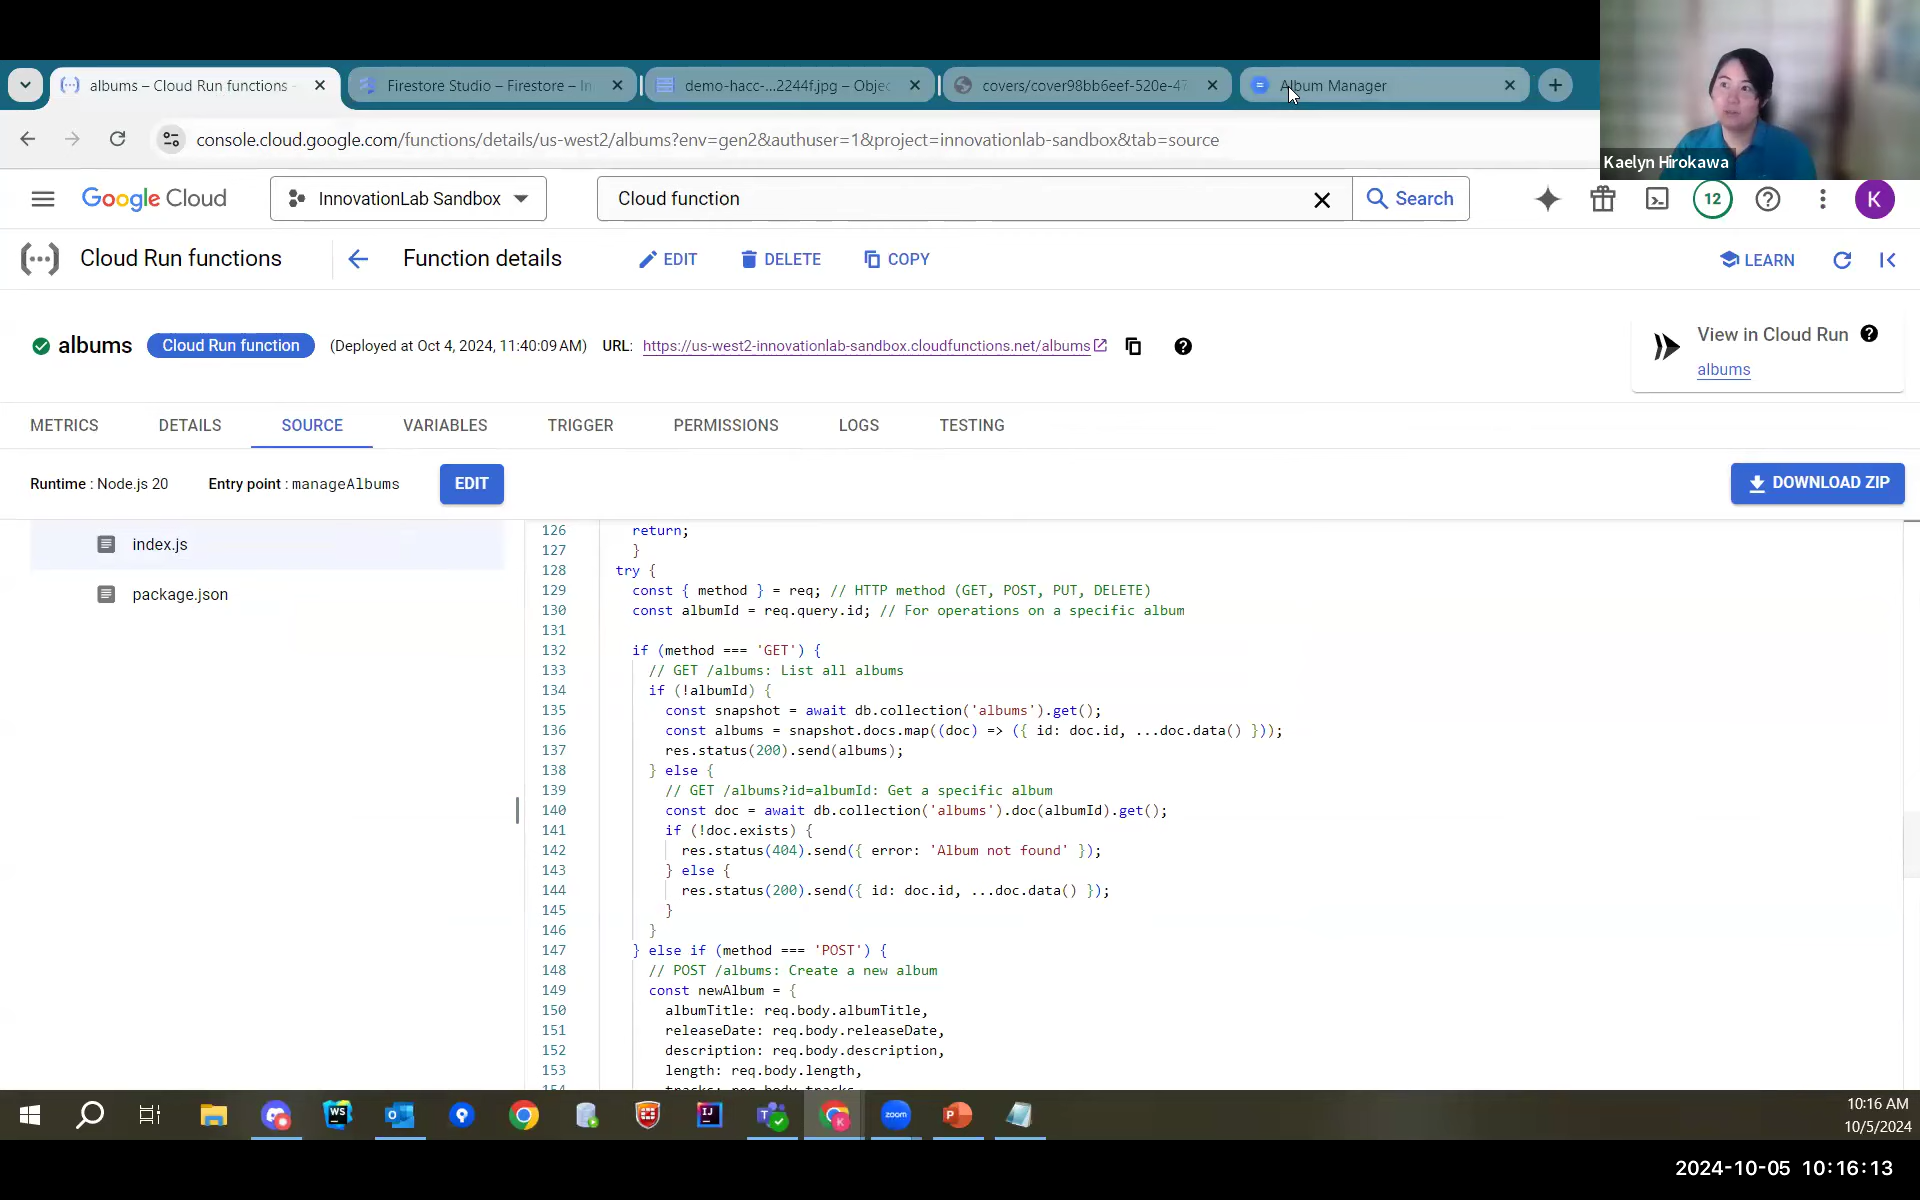 albums – Cloud Run functions -
Firestore Studio – Firestore – In
demo-hacc-...2244f.jpg – Objec
covers/cover98bb6eef-520e-47
Album Manager
console.cloud.google.com/functions/details/us-west2/albums?env=gen2&authuser=1&project=innovationlab-sandbox&tab=source
Kaelyn Hirokawa
Google Cloud
InnovationLab Sandbox
Cloud function
Search
12
K
Cloud Run functions
Function details
EDIT
DELETE
COPY
LEARN
albums
Cloud Run function
(Deployed at Oct 4, 2024, 11:40:09 AM)
URL:
https://us-west2-innovationlab-sandbox.cloudfunctions.net/albums
View in Cloud Run
albums
METRICS
DETAILS
SOURCE
VARIABLES
TRIGGER
PERMISSIONS
LOGS
TESTING
Runtime : Node.js 20
Entry point : manageAlbums
EDIT
DOWNLOAD ZIP
index.js
package.json
126 return;
127 }
128 try {
129 const { method } = req; // HTTP method (GET, POST, PUT, DELETE)
130 const albumId = req.query.id; // For operations on a specific album
131
132 if (method === 'GET') {
133 // GET /albums: List all albums
134 if (!albumId) {
135 const snapshot = await db.collection('albums').get();
136 const albums = snapshot.docs.map((doc) => ({ id: doc.id, ...doc.data() }));
137 res.status(200).send(albums);
138 } else {
139 // GET /albums?id=albumId: Get a specific album
140 const doc = await db.collection('albums').doc(albumId).get();
141 if (!doc.exists) {
142 res.status(404).send({ error: 'Album not found' });
143 } else {
144 res.status(200).send({ id: doc.id, ...doc.data() });
145 }
146 }
147 } else if (method === 'POST') {
148 // POST /albums: Create a new album
149 const newAlbum = {
150 albumTitle: req.body.albumTitle,
151 releaseDate: req.body.releaseDate,
152 description: req.body.description,
153 length: req.body.length,
154 tracks: req.body.tracks
WS
IJ
zoom
P
10:16 AM
10/5/2024
2024-10-05 10:16:13